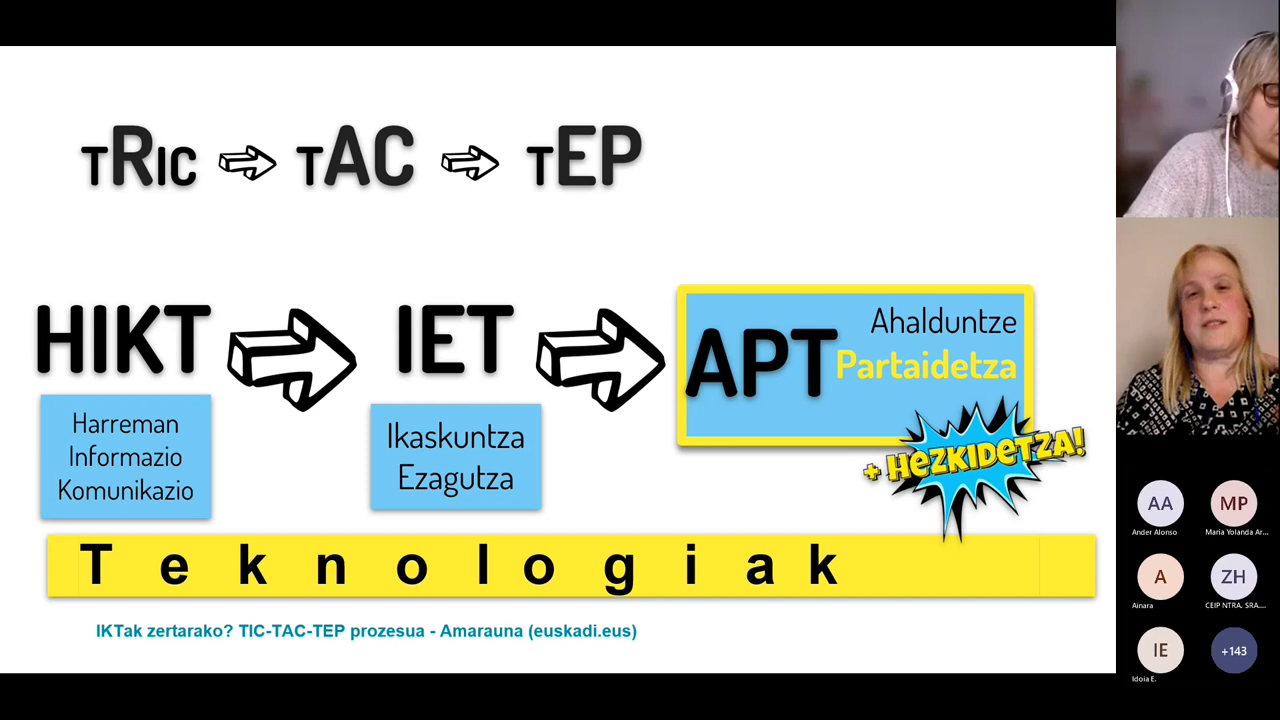 TRIC TAC TEP
HIKT IET APT
Ahalduntze
Partaidetza
Harreman
Informazio
Komunikazio
Ikaskuntza
Ezagutza
+ HEZKIDETZA!
Teknologiak
IKTak zertarako? TIC-TAC-TEP prozesua - Amarauna (euskadi.eus)
AA MP
Ander Alonso Maria Yolanda Ar...
A ZH
Ainara CEIP NTRA. SRA....
IE +143
Idoia E.